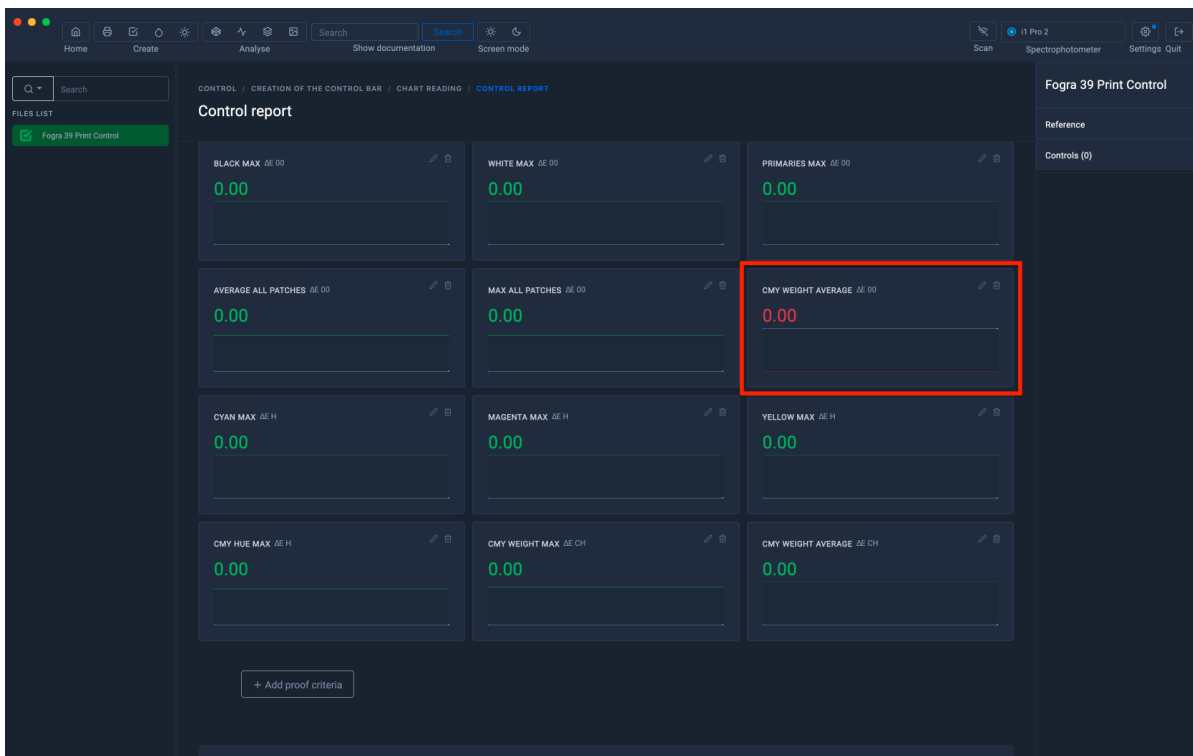 Search
Search
i1 Pro 2
Home
Create
Analyse
Show documentation
Screen mode
Scan
Spectrophotometer
Settings
Quit
Search
FILES LIST
Fogra 39 Print Control
CONTROL / CREATION OF THE CONTROL BAR / CHART READING / CONTROL REPORT
Control report
BLACK MAX ΔE 00
0.00
WHITE MAX ΔE 00
0.00
PRIMARIES MAX ΔE 00
0.00
AVERAGE ALL PATCHES ΔE 00
0.00
MAX ALL PATCHES ΔE 00
0.00
CMY WEIGHT AVERAGE ΔE 00
0.00
CYAN MAX ΔE H
0.00
MAGENTA MAX ΔE H
0.00
YELLOW MAX ΔE H
0.00
CMY HUE MAX ΔE H
0.00
CMY WEIGHT MAX ΔE CH
0.00
CMY WEIGHT AVERAGE ΔE CH
0.00
+ Add proof criteria
Fogra 39 Print Control
Reference
Controls (0)